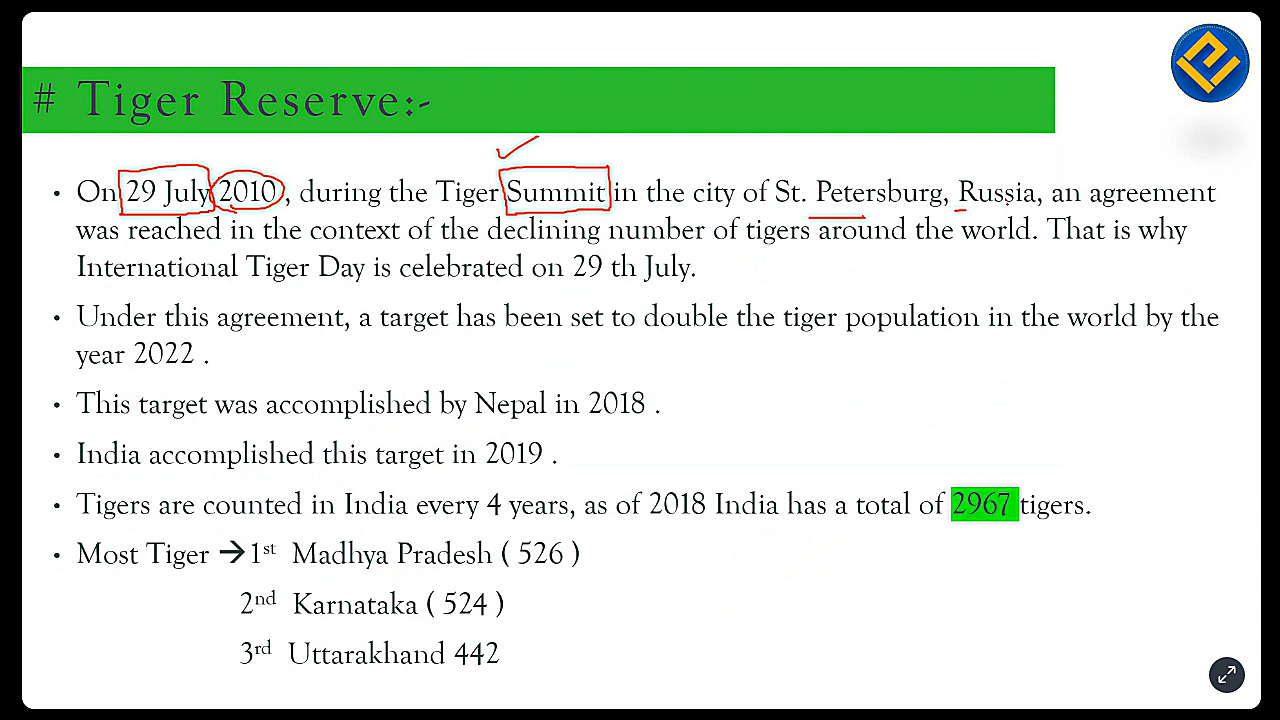 # Tiger Reserve:-
• On 29 July 2010 , during the Tiger Summit in the city of St. Petersburg, Russia, an agreement
was reached in the context of the declining number of tigers around the world. That is why
International Tiger Day is celebrated on 29 th July.
• Under this agreement, a target has been set to double the tiger population in the world by the
year 2022 .
• This target was accomplished by Nepal in 2018 .
• India accomplished this target in 2019 .
• Tigers are counted in India every 4 years, as of 2018 India has a total of 2967 tigers.
• Most Tiger → 1st Madhya Pradesh ( 526 )
2nd Karnataka ( 524 )
3rd Uttarakhand 442